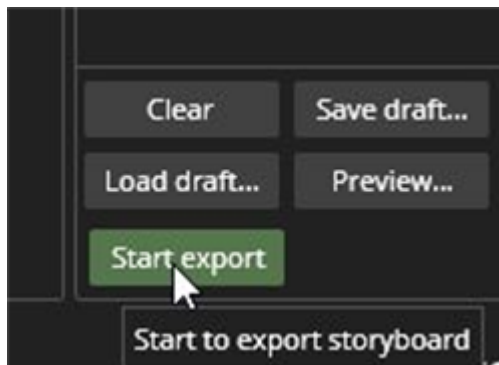 Clear
Save draft...
Load draft...
Preview...
Start export
Start to export storyboard